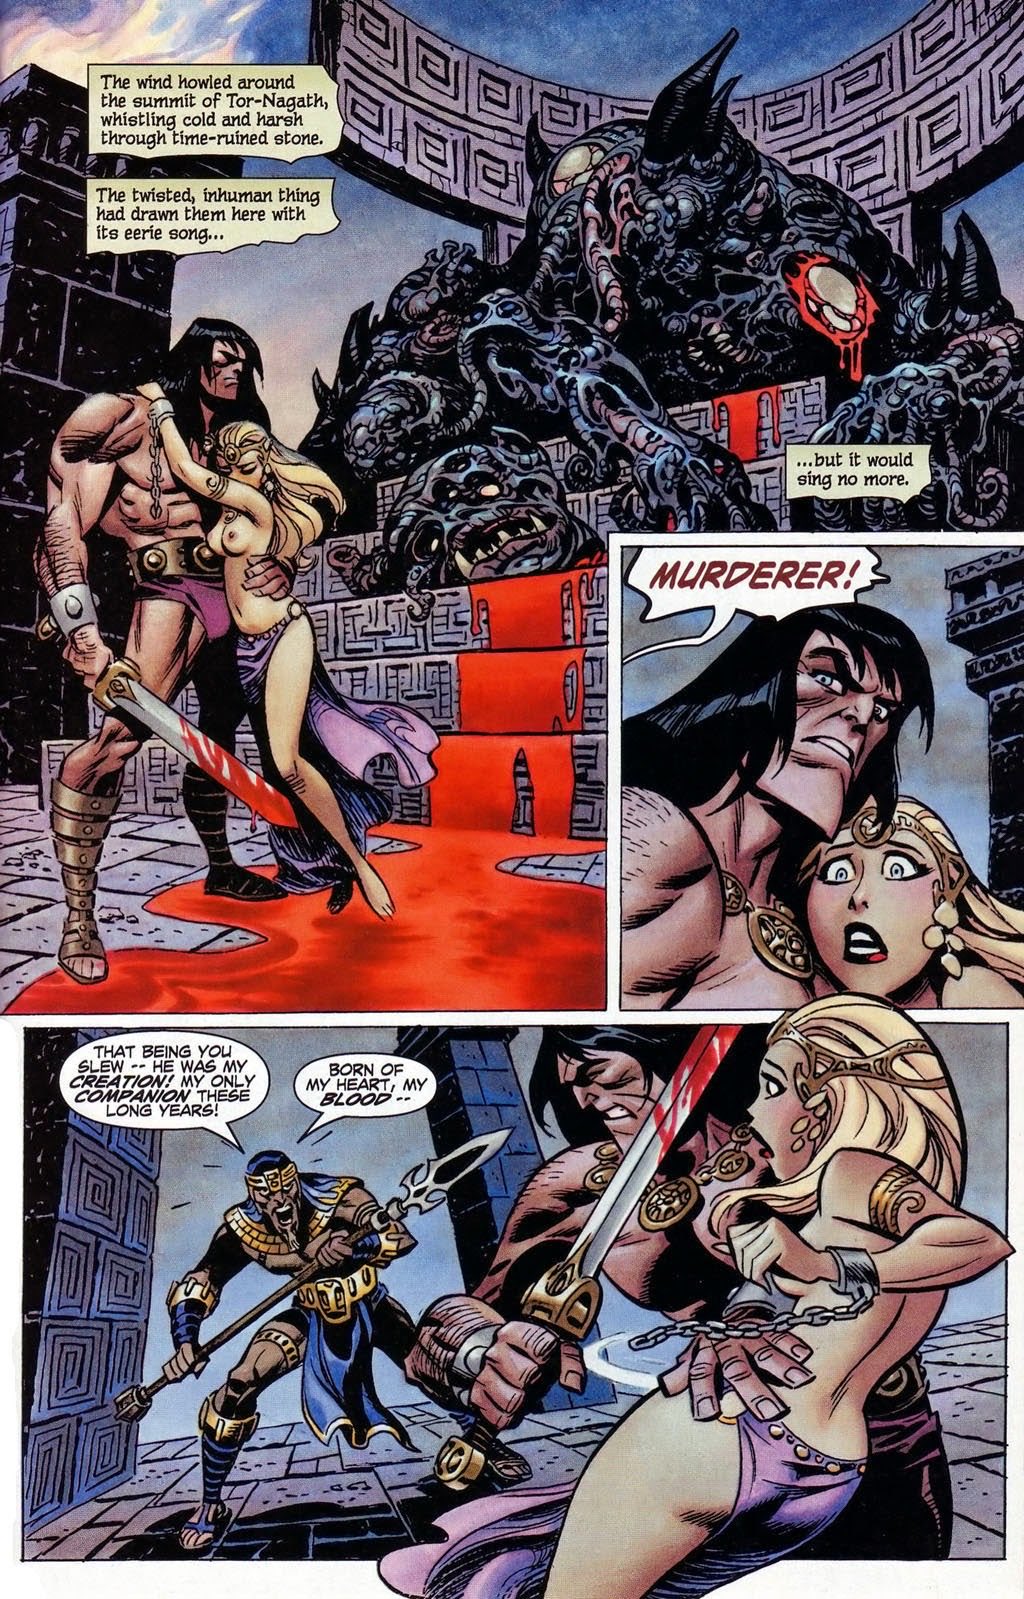 The wind howled around
the summit of Tor-Nagath,
whistling cold and harsh
through time-ruined stone.
The twisted, inhuman thing
had drawn them here with
its eerie song...
...but it would
sing no more.
MURDERER!
THAT BEING YOU
SLEW -- HE WAS MY
CREATION! MY ONLY
COMPANION THESE
LONG YEARS!
BORN OF
MY HEART, MY
BLOOD --